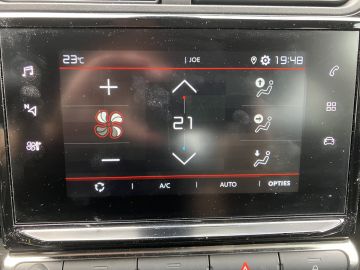 23°C | JOE 19:48
21
A/C AUTO OPTIES
N